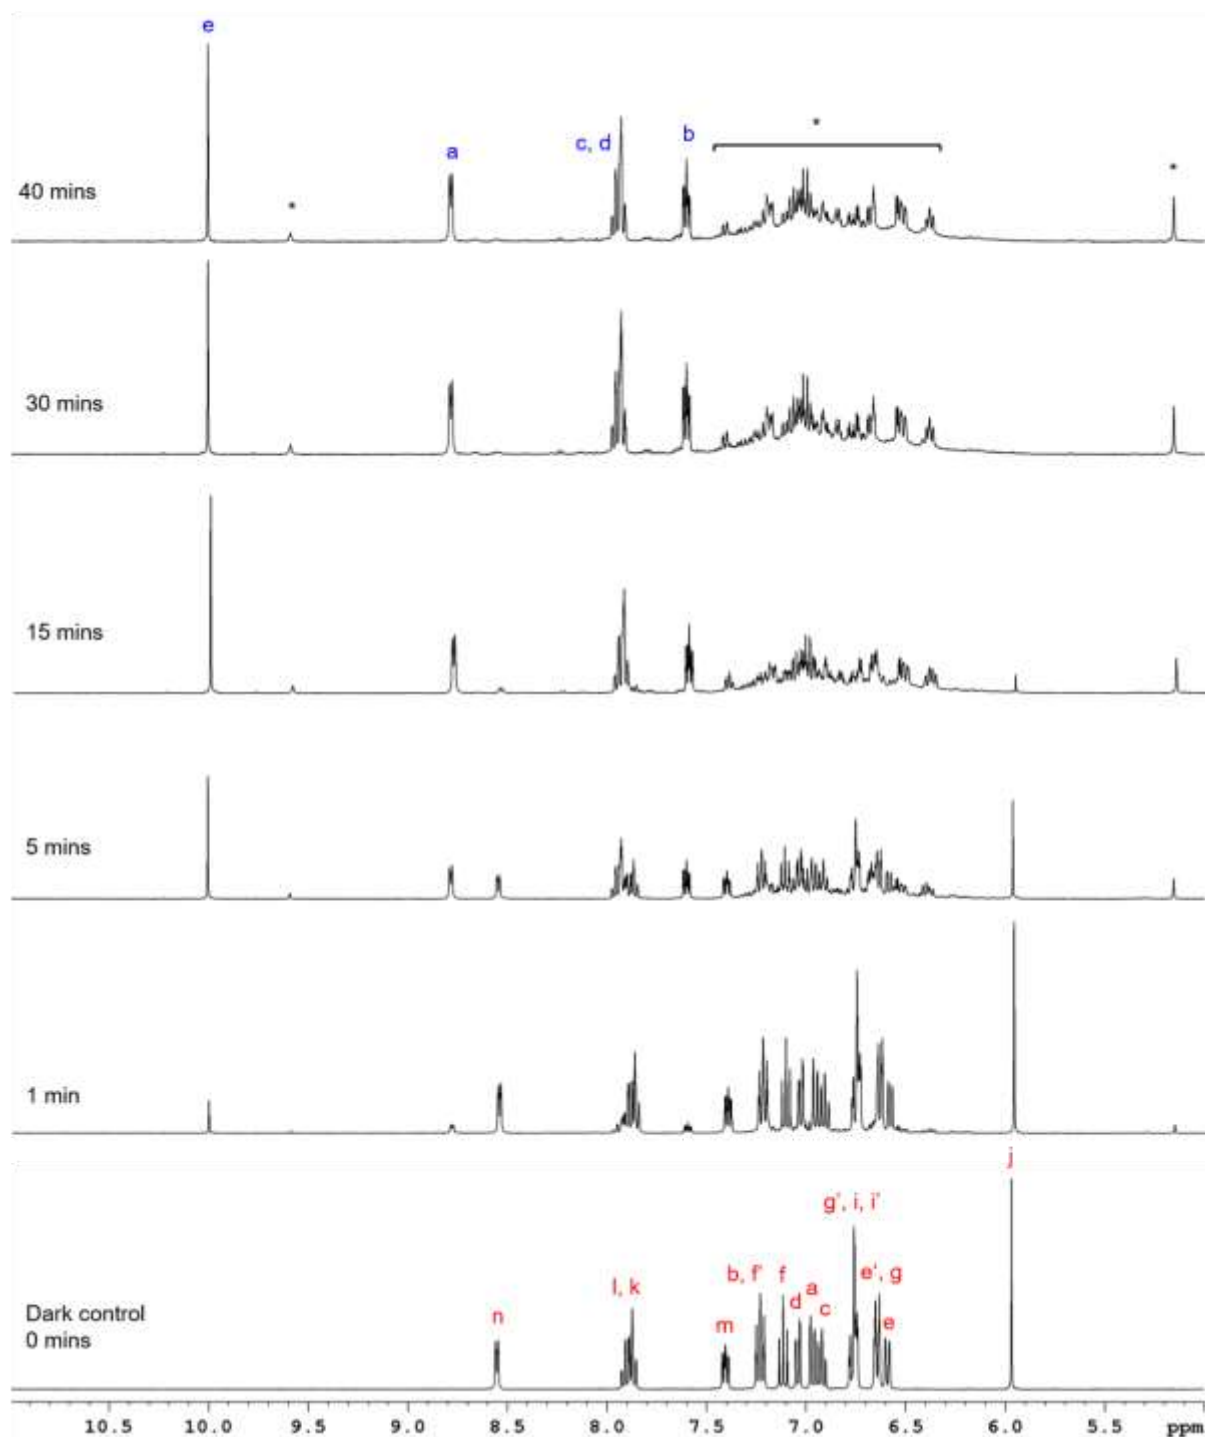 e
*
c, d
b
a
*
*
40 mins
30 mins
15 mins
5 mins
1 min
j
g', i, i'
b, f' f e', g
l, k
d a c
n
m
e
Dark control
0 mins
10.5 10.0 9.5 9.0 8.5 8.0 7.5 7.0 6.5 6.0 5.5 ppm